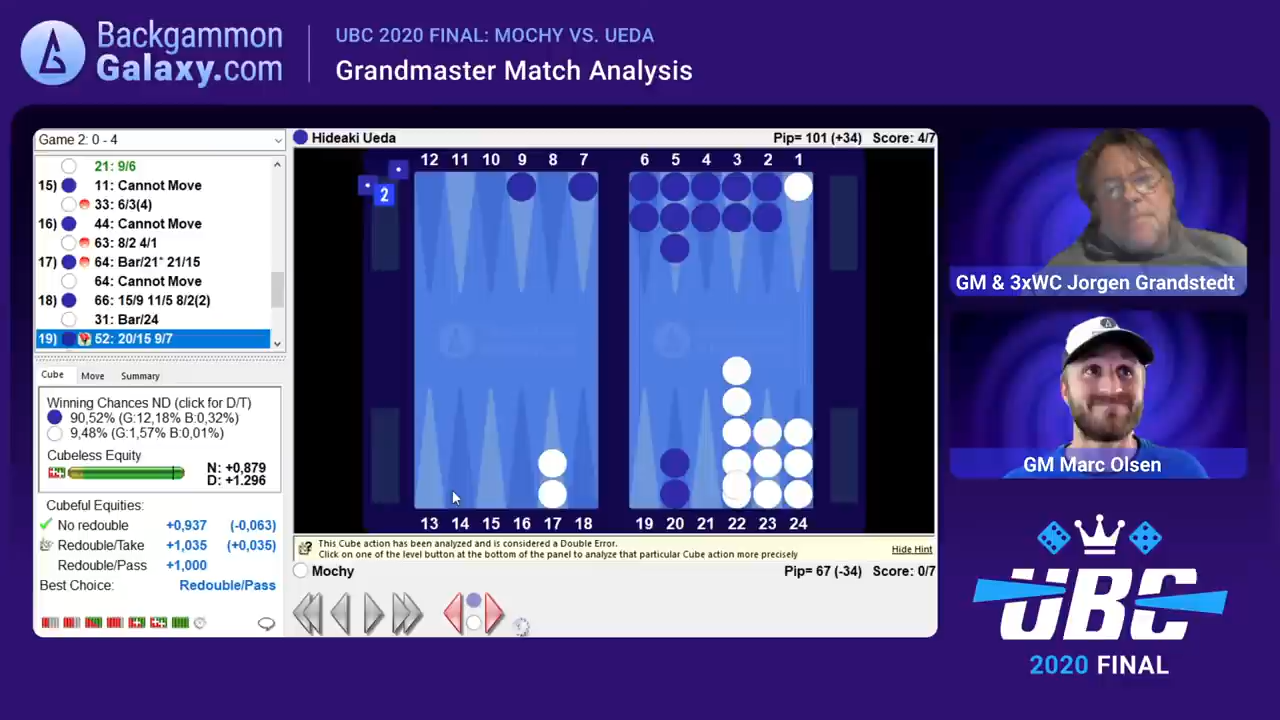 Backgammon
Galaxy.com
UBC 2020 FINAL: MOCHY VS. UEDA
Grandmaster Match Analysis
Game 2: 0 - 4
21: 9/6
15) 11: Cannot Move
33: 6/3(4)
16) 44: Cannot Move
63: 8/2 4/1
17) 64: Bar/21* 21/15
64: Cannot Move
18) 66: 15/9 11/5 8/2(2)
31: Bar/24
19) 52: 20/15 9/7
Cube Move Summary
Winning Chances ND (click for D/T)
90,52% (G:12,18% B:0,32%)
9,48% (G:1,57% B:0,01%)
Cubeless Equity
N: +0,879
D: +1.296
Cubeful Equities:
No redouble +0,937 (-0,063)
Redouble/Take +1,035 (+0,035)
Redouble/Pass +1,000
Best Choice: Redouble/Pass
Hideaki Ueda Pip= 101 (+34) Score: 4/7
12 11 10 9 8 7 6 5 4 3 2 1
2
13 14 15 16 17 18 19 20 21 22 23 24
This Cube action has been analyzed and is considered a Double Error.
Click on one of the level button at the bottom of the panel to analyze that particular Cube action more precisely
Hide Hint
Mochy Pip= 67 (-34) Score: 0/7
GM & 3xWC Jorgen Grandstedt
GM Marc Olsen
UBC
2020 FINAL